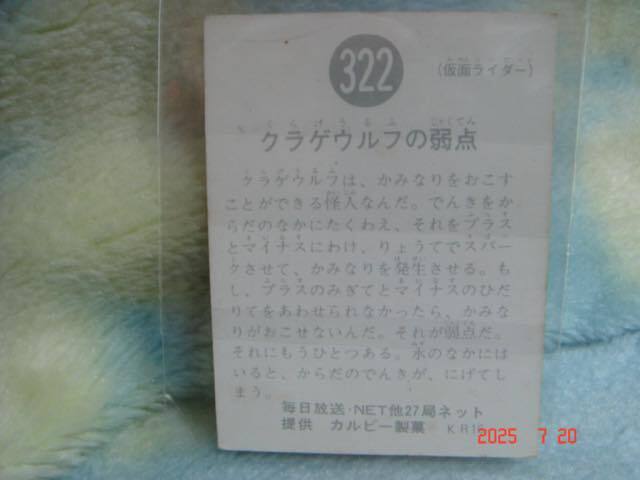 322
(仮面ライダー)
クラゲウルフの弱点
クラゲウルフは、かみなりをおこす
ことができる怪人なんだ。でんきをか
らだのなかにたくわえ、それをプラス
とマイナスにわけ、りょうてでスパー
クさせて、かみなりを発生させる。も
し、プラスのみぎてとマイナスのひだ
りてをあわせられなかったら、かみな
りがおこせないんだ。それが弱点だ。
それにもうひとつある。水のなかには
いると、からだのでんきが、にげてし
まう。
毎日放送・NET他27局ネット
提供 カルビー製菓 KR1
2025 7 20